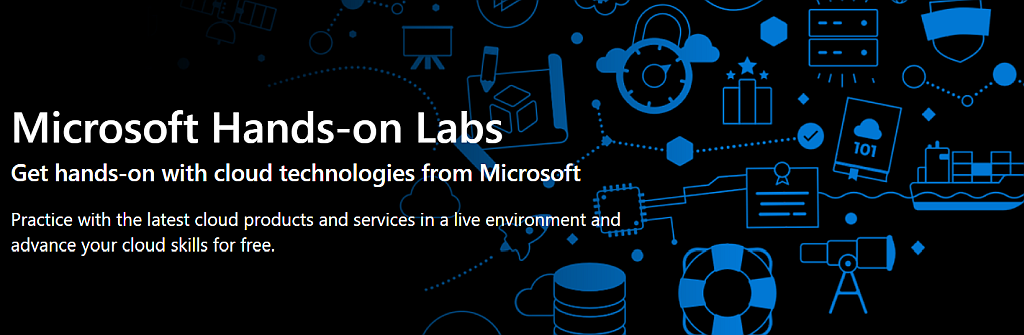 Microsoft Hands-on Labs
Get hands-on with cloud technologies from Microsoft
Practice with the latest cloud products and services in a live environment and
advance your cloud skills for free.
101